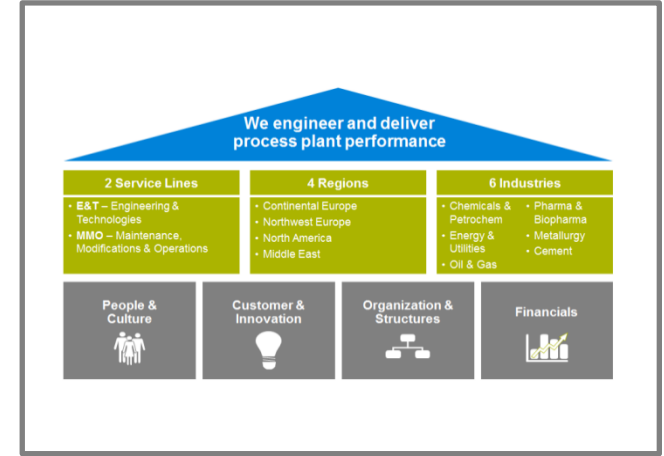 We engineer and deliver
process plant performance
2 Service Lines
• E&T – Engineering &
Technologies
• MMO – Maintenance,
Modifications & Operations
4 Regions
• Continental Europe
• Northwest Europe
• North America
• Middle East
6 Industries
• Chemicals &
Petrochem
• Energy &
Utilities
• Oil & Gas
• Pharma &
Biopharma
• Metallurgy
• Cement
People &
Culture
Customer &
Innovation
Organization &
Structures
Financials